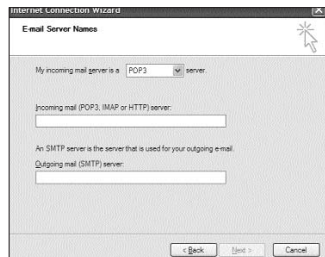 Internet Connection Wizard
E-mail Server Names
My incoming mail server is a POP3 server.
Incoming mail (POP3, IMAP or HTTP) server:
An SMTP server is the server that is used for your outgoing e-mail.
Outgoing mail (SMTP) server:
< Back Next > Cancel